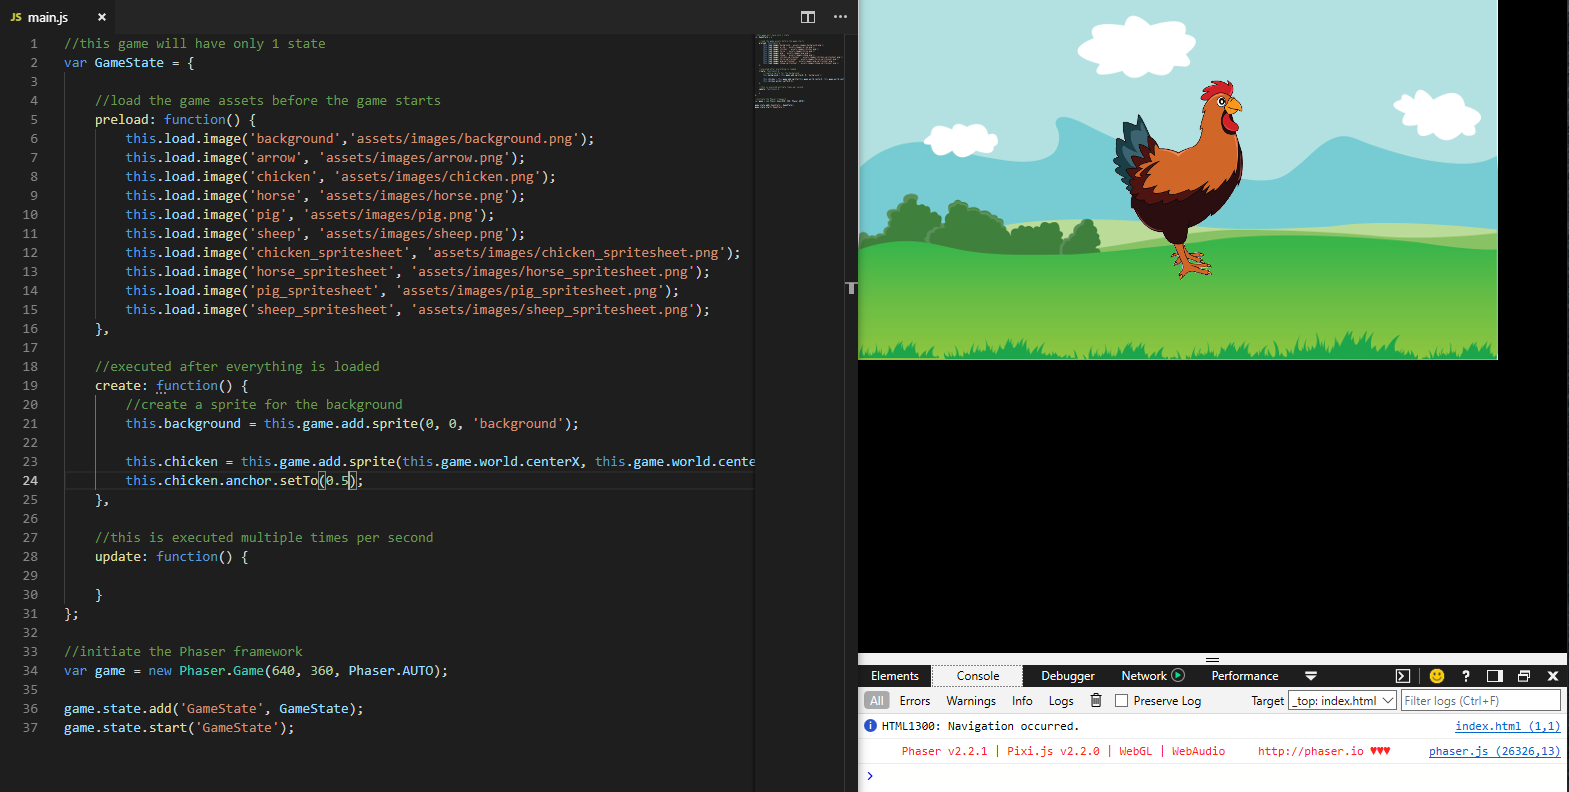 JS main.js ×
1 //this game will have only 1 state
2 var GameState = {
3
4 //load the game assets before the game starts
5 preload: function() {
6 this.load.image('background','assets/images/background.png');
7 this.load.image('arrow', 'assets/images/arrow.png');
8 this.load.image('chicken', 'assets/images/chicken.png');
9 this.load.image('horse', 'assets/images/horse.png');
10 this.load.image('pig', 'assets/images/pig.png');
11 this.load.image('sheep', 'assets/images/sheep.png');
12 this.load.image('chicken_spritesheet', 'assets/images/chicken_spritesheet.png');
13 this.load.image('horse_spritesheet', 'assets/images/horse_spritesheet.png');
14 this.load.image('pig_spritesheet', 'assets/images/pig_spritesheet.png');
15 this.load.image('sheep_spritesheet', 'assets/images/sheep_spritesheet.png');
16 },
17
18 //executed after everything is loaded
19 create: function() {
20 //create a sprite for the background
21 this.background = this.game.add.sprite(0, 0, 'background');
22
23 this.chicken = this.game.add.sprite(this.game.world.centerX, this.game.world.cente
24 this.chicken.anchor.setTo(0.5);
25 },
26
27 //this is executed multiple times per second
28 update: function() {
29
30 }
31 };
32
33 //initiate the Phaser framework
34 var game = new Phaser.Game(640, 360, Phaser.AUTO);
35
36 game.state.add('GameState', GameState);
37 game.state.start('GameState');
Elements Console Debugger Network Performance
All Errors Warnings Info Logs Preserve Log Target _top: index.html Filter logs (Ctrl+F)
HTML1300: Navigation occurred. index.html (1,1)
Phaser v2.2.1 | Pixi.js v2.2.0 | WebGL | WebAudio http://phaser.io ♥♥♥ phaser.js (26326,13)
>